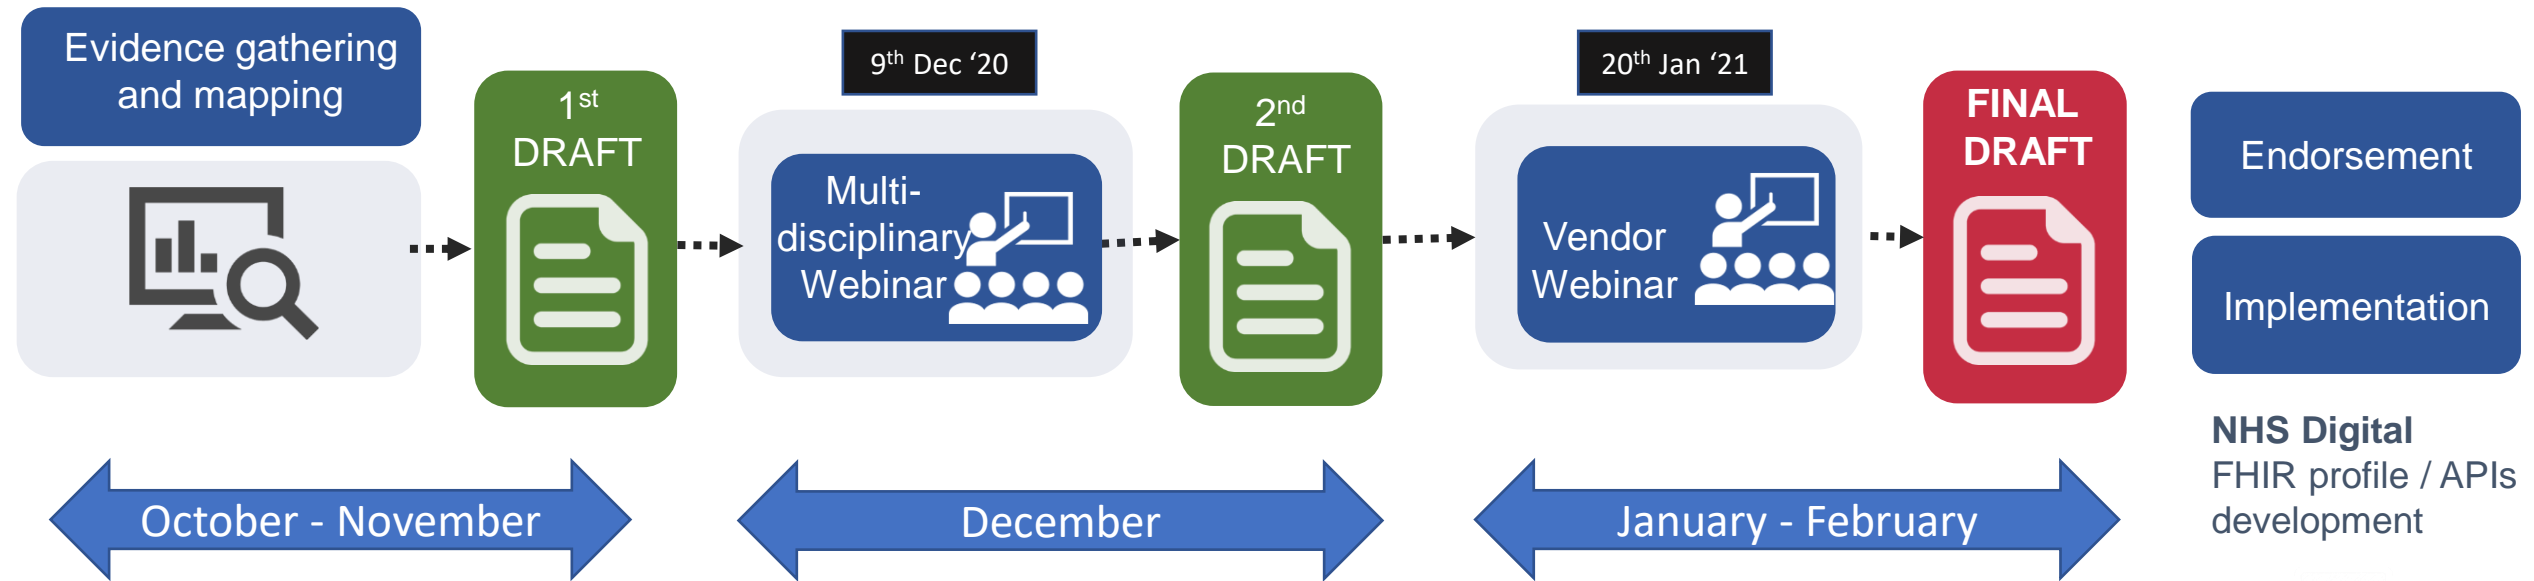 Evidence gathering
and mapping
1st
DRAFT
9th Dec ‘20
Multi-
disciplinary
Webinar
2nd
DRAFT
20th Jan ‘21
Vendor
Webinar
FINAL
DRAFT
Endorsement
Implementation
NHS Digital
FHIR profile / APIs
development
October - November
December
January - February